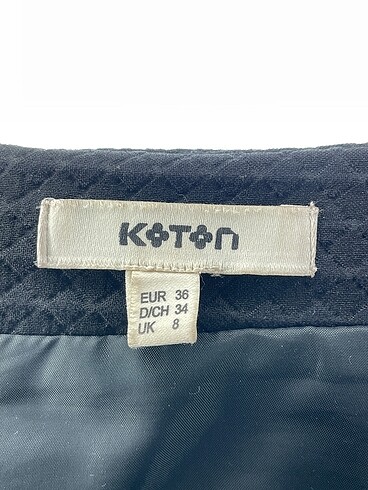 KOTON
EUR 36
D/CH 34
UK 8